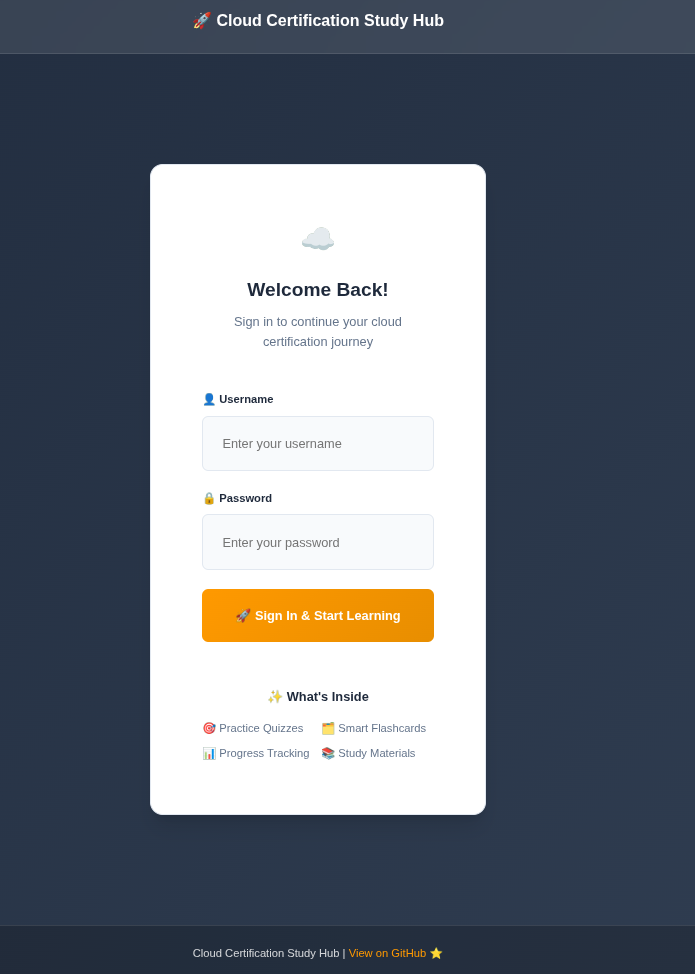 🚀 Cloud Certification Study Hub
Welcome Back!
Sign in to continue your cloud
certification journey
👤 Username
Enter your username
🔒 Password
Enter your password
🚀 Sign In & Start Learning
✨ What's Inside
🎯 Practice Quizzes 🗂️ Smart Flashcards
📊 Progress Tracking 📚 Study Materials
Cloud Certification Study Hub | View on GitHub ⭐